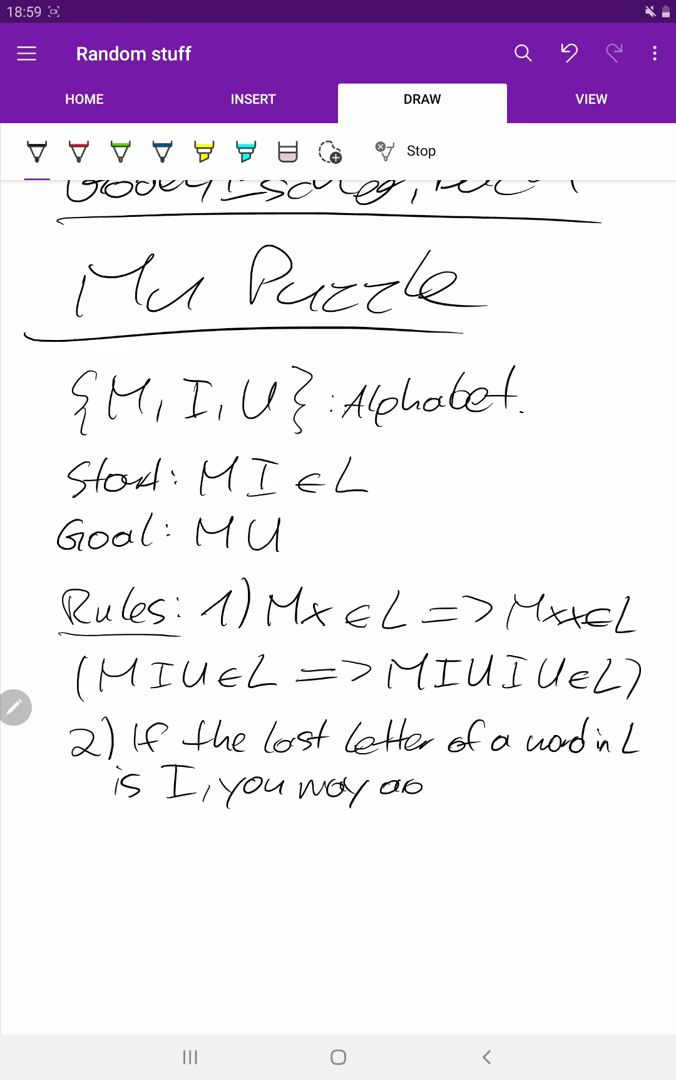 18:59
Random stuff
HOME INSERT DRAW VIEW
Stop
Mu Puzzle
{M, I, U} : Alphabet.
Start: MI ∈ L
Goal: MU
Rules: 1) Mx ∈ L => Mxx ∈ L
(MIU ∈ L => MIUIU ∈ L)
2) If the last letter of a word in L
is I, you may